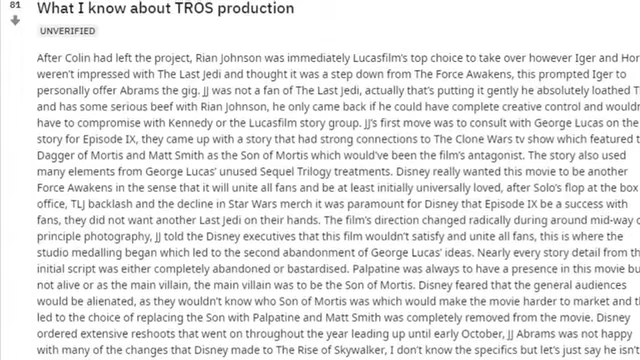 81
What I know about TROS production
UNVERIFIED
After Colin had left the project, Rian Johnson was immediately Lucasfilm's top choice to take over however Iger and Hor
weren't impressed with The Last Jedi and thought it was a step down from The Force Awakens, this prompted Iger to
personally offer Abrams the gig. JJ was not a fan of The Last Jedi, actually that's putting it gently he absolutely loathed T
and has some serious beef with Rian Johnson, he only came back if he could have complete creative control and wouldn
have to compromise with Kennedy or the Lucasfilm story group. JJ's first move was to consult with George Lucas on the
story for Episode IX, they came up with a story that had strong connections to The Clone Wars tv show which featured t
Dagger of Mortis and Matt Smith as the Son of Mortis which would've been the film's antagonist. The story also used
many elements from George Lucas' unused Sequel Trilogy treatments. Disney really wanted this movie to be another
Force Awakens in the sense that it will unite all fans and be at least initially universally loved, after Solo's flop at the box
office, TLJ backlash and the decline in Star Wars merch it was paramount for Disney that Episode IX be a success with
fans, they did not want another Last Jedi on their hands. The film's direction changed radically during around mid-way o
principle photography, JJ told the Disney executives that this film wouldn't satisfy and unite all fans, this is where the
studio medalling began which led to the second abandonment of George Lucas' ideas. Nearly every story detail from th
initial script was either completely abandoned or bastardised. Palpatine was always to have a presence in this movie bu
not alive or as the main villain, the main villain was to be the Son of Mortis. Disney feared that the general audiences
would be alienated, as they wouldn't know who Son of Mortis was which would make the movie harder to market and th
led to the choice of replacing the Son with Palpatine and Matt Smith was completely removed from the movie. Disney
ordered extensive reshoots that went on throughout the year leading up until early October, JJ Abrams was not happy
with many of the changes that Disney made to The Rise of Skywalker, I don't know the specifics but let's just say he isn't